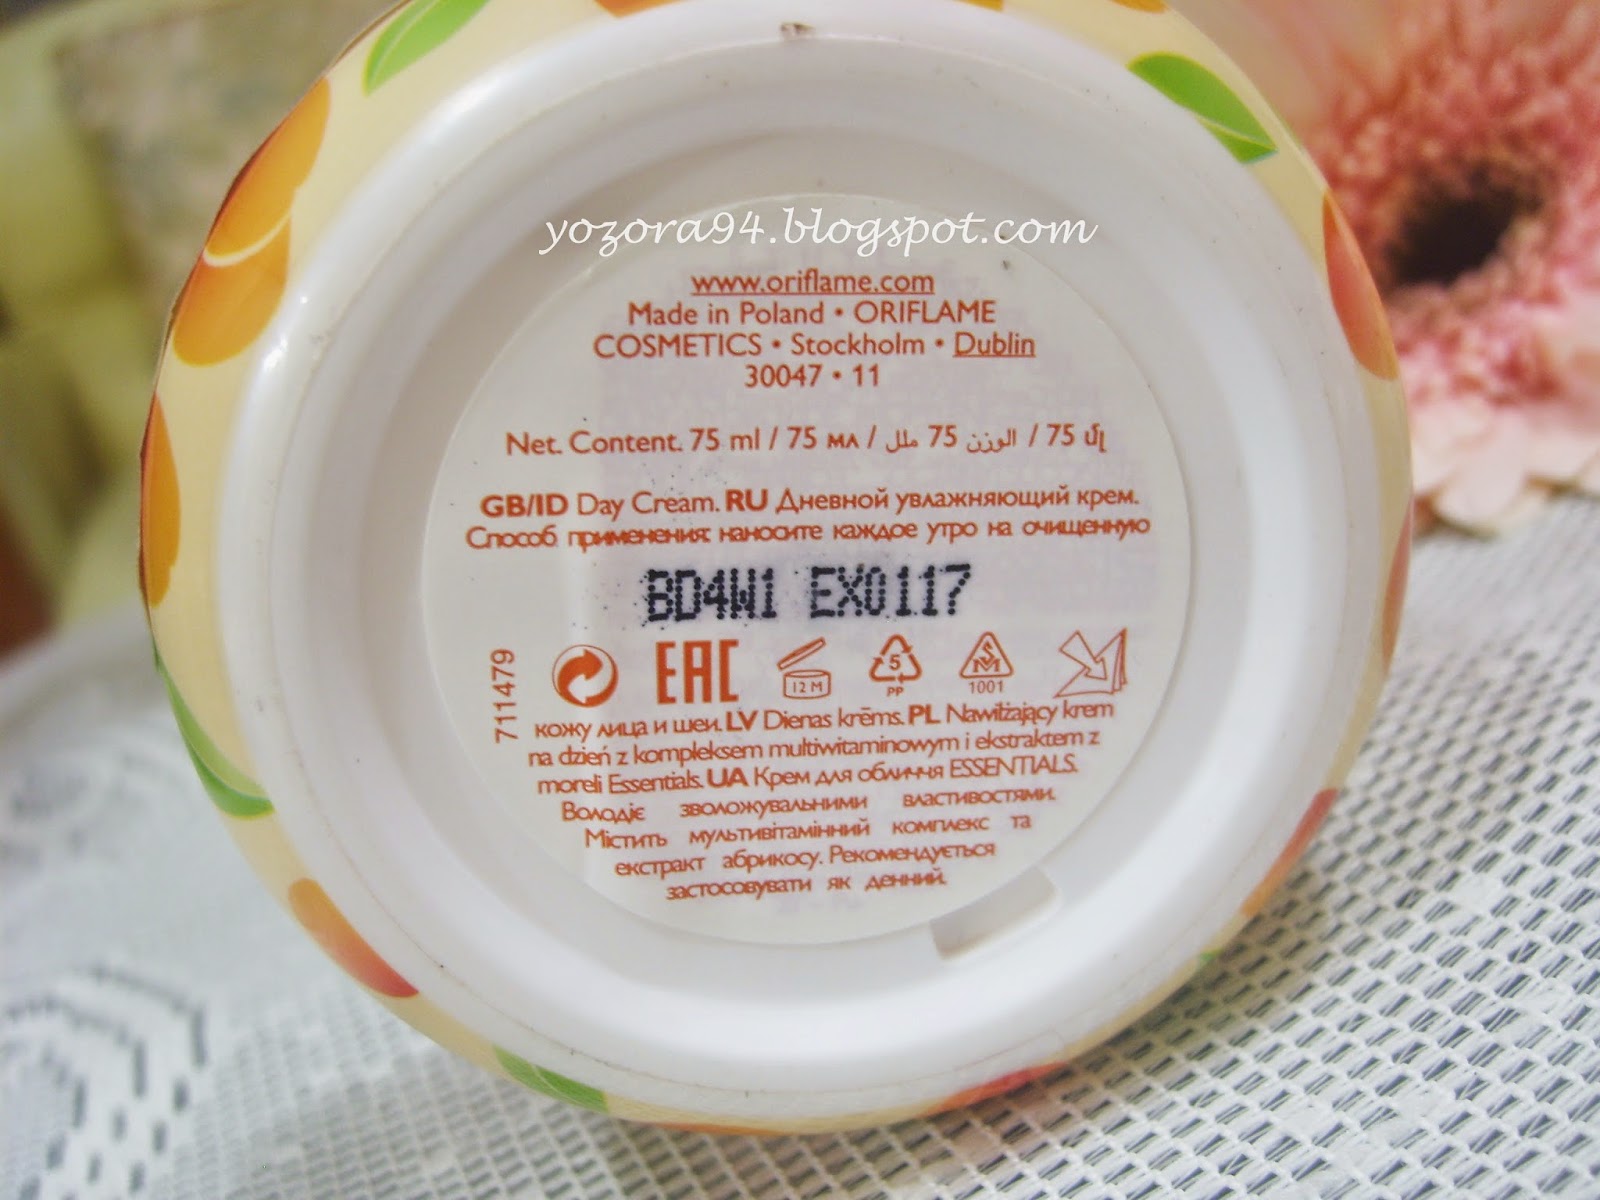 yozora94.blogspot.com
www.oriflame.com
Made in Poland • ORIFLAME
COSMETICS • Stockholm • Dublin
30047 • 11
Net. Content. 75 ml / 75 мл / الوزن 75 ملل / 75
GB/ID Day Cream. RU Дневной увлажняющий крем.
Способ применения: наносите каждое утро на очищенную
BD4W1 EX0117
711479
EAC
12 M
5
PP
1001
кожу лица и шеи. LV Dienas krēms. PL Nawilżający krem
na dzień z kompleksem multiwitaminowym i ekstraktem z
moreli Essentials. UA Крем для обличчя ESSENTIALS.
Володіє зволожувальними властивостями.
Містить мультивітамінний комплекс та
екстракт абрикосу. Рекомендується
застосовувати як денний.